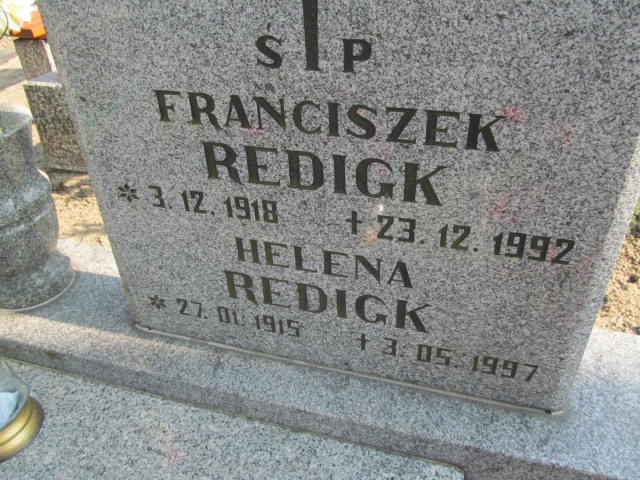 Ś P
FRANCISZEK
REDIGK
* 3. 12. 1918 + 23. 12. 1992
HELENA
REDIGK
* 27. 01. 1915 + 3. 05. 1997